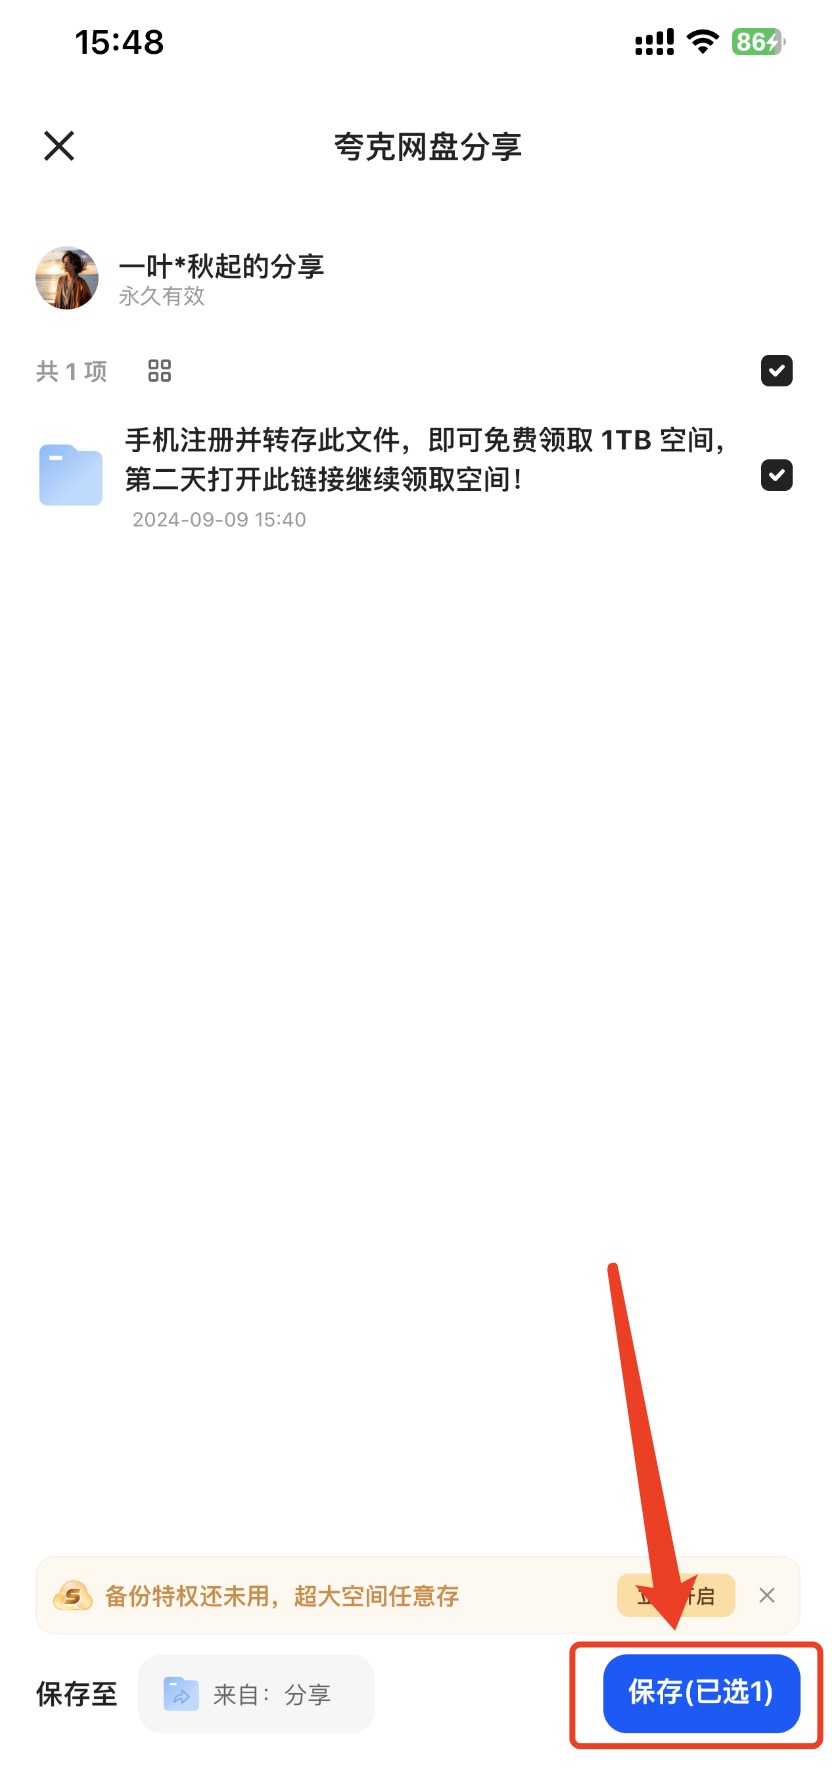 15:48
86
夸克网盘分享
一叶*秋起的分享
永久有效
共 1 项
手机注册并转存此文件，即可免费领取 1TB 空间，
第二天打开此链接继续领取空间！
2024-09-09 15:40
备份特权还未用，超大空间任意存
开启
保存至
来自：分享
保存(已选1)